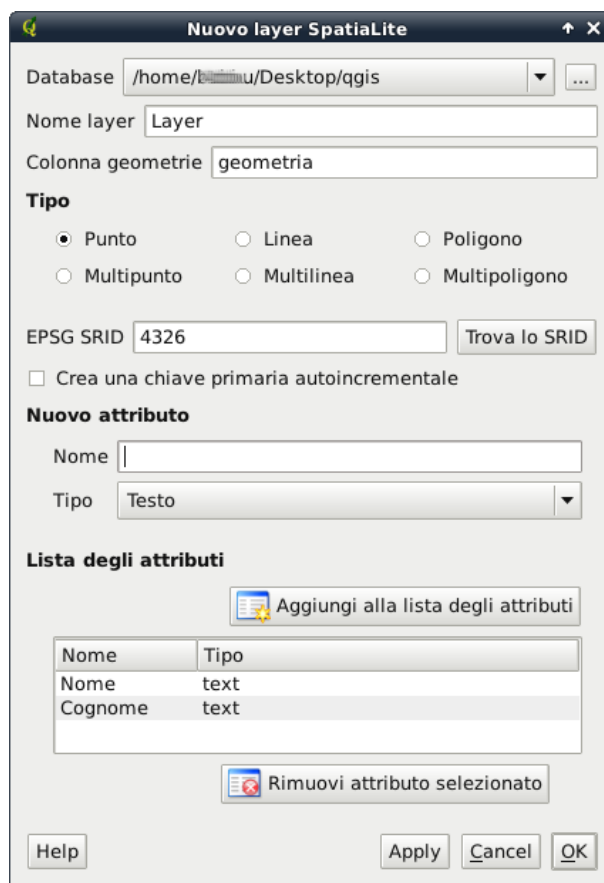 Nuovo layer SpatiaLite
Database /home/ u/Desktop/qgis ...
Nome layer Layer
Colonna geometrie geometria
Tipo
Punto Linea Poligono
Multipunto Multilinea Multipoligono
EPSG SRID 4326 Trova lo SRID
Crea una chiave primaria autoincrementale
Nuovo attributo
Nome
Tipo Testo
Lista degli attributi
Aggiungi alla lista degli attributi
Nome Tipo
Nome text
Cognome text
Rimuovi attributo selezionato
Help Apply Cancel OK